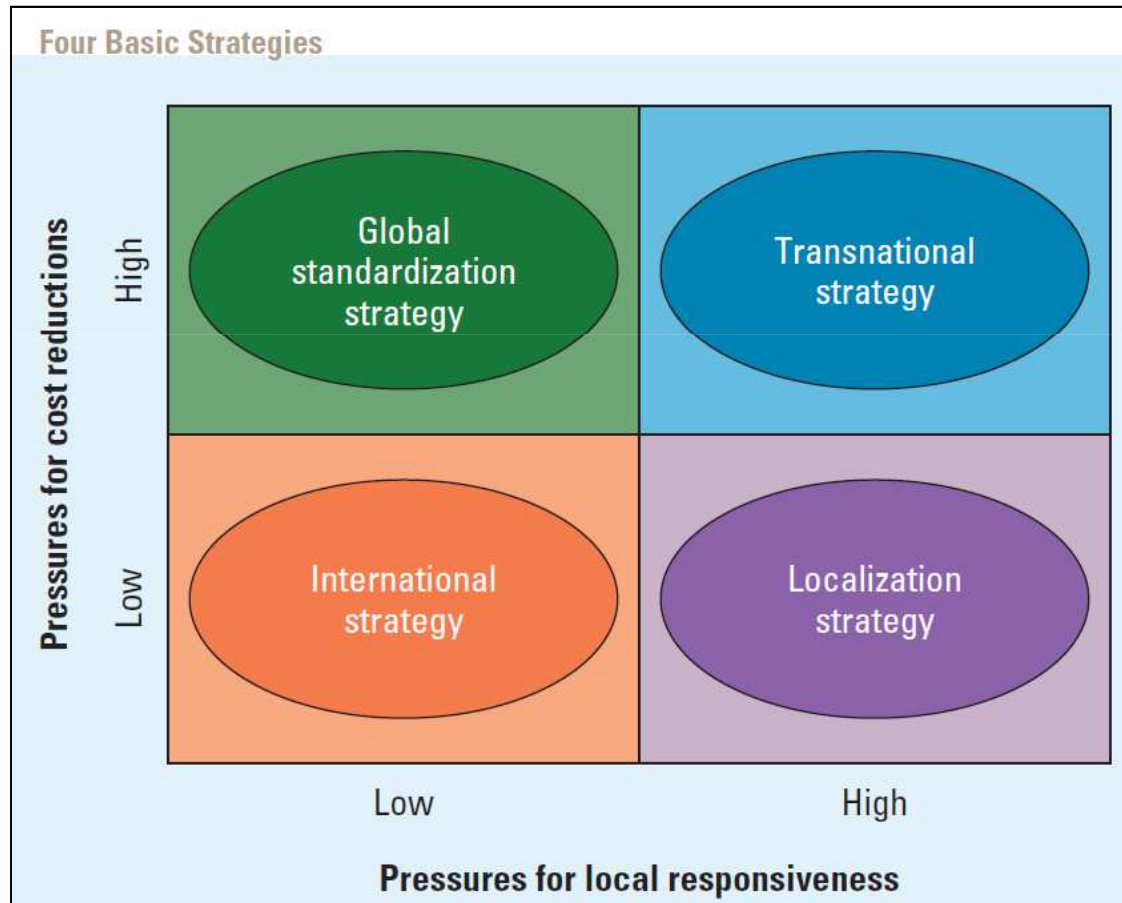 Four Basic Strategies
Pressures for cost reductions
High
Low
Global
standardization
strategy
Transnational
strategy
International
strategy
Localization
strategy
Low
High
Pressures for local responsiveness